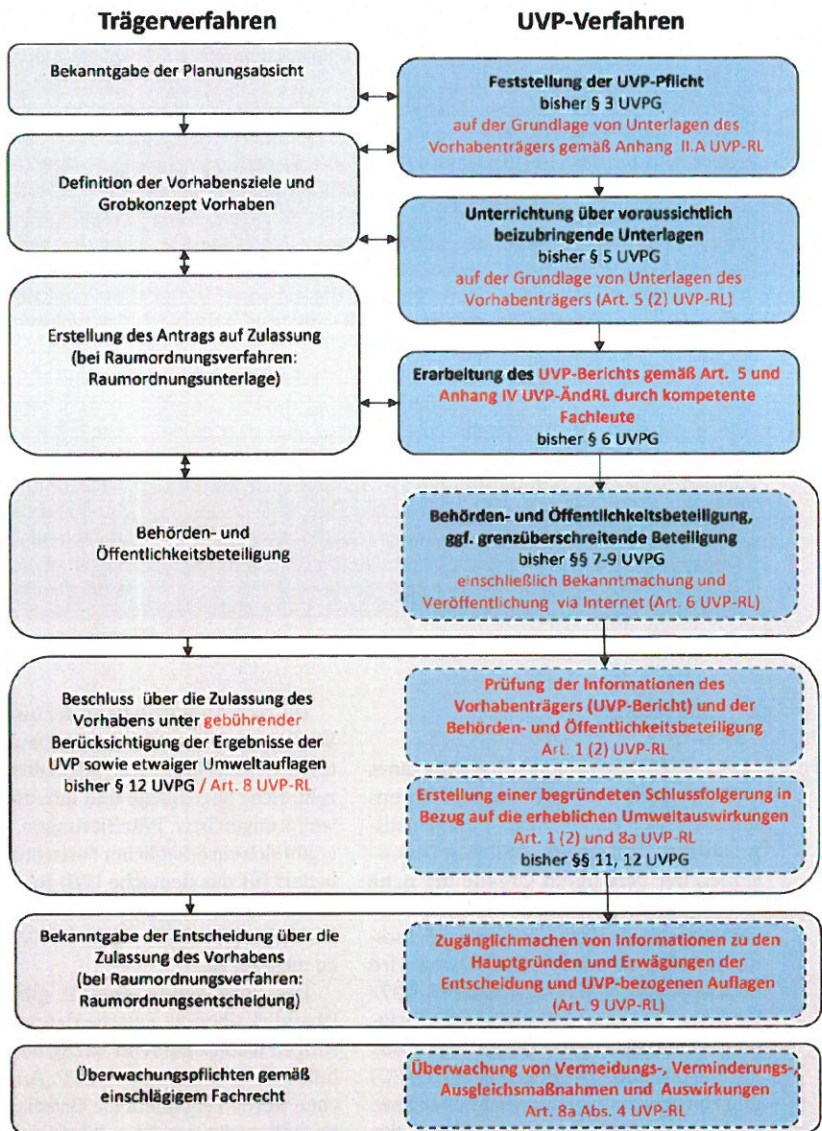 Trägerverfahren
UVP-Verfahren
Bekanntgabe der Planungsabsicht
Feststellung der UVP-Pflicht
bisher § 3 UVPG
auf der Grundlage von Unterlagen des
Vorhabenträgers gemäß Anhang II.A UVP-RL
Definition der Vorhabensziele und
Grobkonzept Vorhaben
Unterrichtung über voraussichtlich
beizubringende Unterlagen
bisher § 5 UVPG
auf der Grundlage von Unterlagen des
Vorhabenträgers (Art. 5 (2) UVP-RL)
Erstellung des Antrags auf Zulassung
(bei Raumordnungsverfahren:
Raumordnungsunterlage)
Erarbeitung des UVP-Berichts gemäß Art. 5 und
Anhang IV UVP-ÄndRL durch kompetente
Fachleute
bisher § 6 UVPG
Behörden- und
Öffentlichkeitsbeteiligung
Behörden- und Öffentlichkeitsbeteiligung,
ggf. grenzüberschreitende Beteiligung
bisher §§ 7-9 UVPG
einschließlich Bekanntmachung und
Veröffentlichung via Internet (Art. 6 UVP-RL)
Beschluss über die Zulassung des
Vorhabens unter gebührender
Berücksichtigung der Ergebnisse der
UVP sowie etwaiger Umweltauflagen
bisher § 12 UVPG / Art. 8 UVP-RL
Prüfung der Informationen des
Vorhabenträgers (UVP-Bericht) und der
Behörden- und Öffentlichkeitsbeteiligung
Art. 1 (2) UVP-RL
Erstellung einer begründeten Schlussfolgerung in
Bezug auf die erheblichen Umweltauswirkungen
Art. 1 (2) und 8a UVP-RL
bisher §§ 11, 12 UVPG
Bekanntgabe der Entscheidung über die
Zulassung des Vorhabens
(bei Raumordnungsverfahren:
Raumordnungsentscheidung)
Zugänglichmachen von Informationen zu den
Hauptgründen und Erwägungen der
Entscheidung und UVP-bezogenen Auflagen
(Art. 9 UVP-RL)
Überwachungspflichten gemäß
einschlägigem Fachrecht
Überwachung von Vermeidungs-, Verminderungs-,
Ausgleichsmaßnahmen und Auswirkungen
Art. 8a Abs. 4 UVP-RL